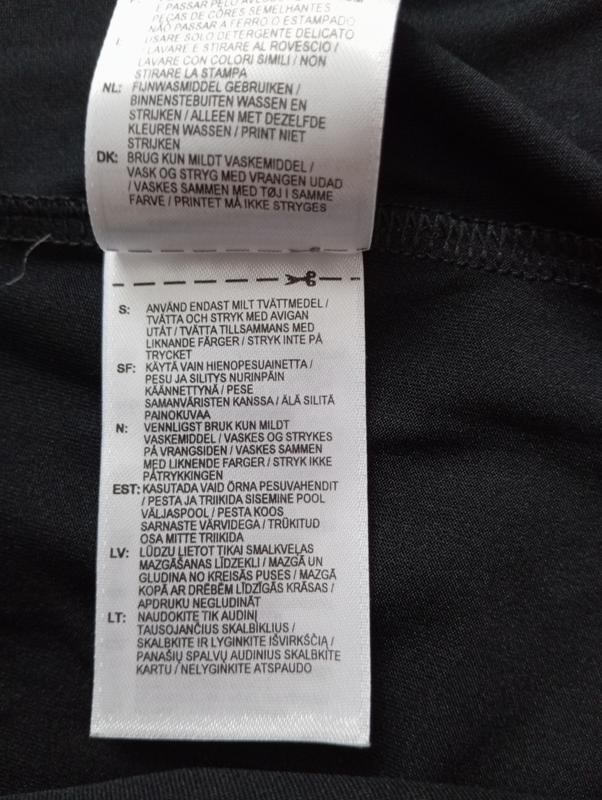 E PASSAR PELO
PEÇAS DE CORES SEMELHANTES
NÃO PASSAR A FERRO O ESTAMPADO
I: USARE SOLO DETERGENTE DELICATO
/ LAVARE E STIRARE AL ROVESCIO /
LAVARE CON COLORI SIMILI / NON
STIRARE LA STAMPA
NL: FIJNWASMIDDEL GEBRUIKEN /
BINNENSTEBUITEN WASSEN EN
STRIJKEN / ALLEEN MET DEZELFDE
KLEUREN WASSEN / PRINT NIET
STRIJKEN
DK: BRUG KUN MILDT VASKEMIDDEL /
VASK OG STRYG MED VRANGEN UDAD
/ VASKES SAMMEN MED TØJ I SAMME
FARVE / PRINTET MÅ IKKE STRYGES
S: ANVÄND ENDAST MILT TVÄTTMEDEL /
TVÄTTA OCH STRYK MED AVIGAN
UTÅT / TVÄTTA TILLSAMMANS MED
LIKNANDE FÄRGER / STRYK INTE PÅ
TRYCKET
SF: KÄYTÄ VAIN HIENOPESUAINETTA /
PESU JA SILITYS NURINPÄIN
KÄÄNNETTYNÄ / PESE
SAMANVÄRISTEN KANSSA / ÄLÄ SILITÄ
PAINOKUVAA
N: VENNLIGST BRUK KUN MILDT
VASKEMIDDEL / VASKES OG STRYKES
PÅ VRANGSIDEN / VASKES SAMMEN
MED LIKNENDE FARGER / STRYK IKKE
PÅTRYKKINGEN
EST: KASUTADA VAID ÕRNA PESUVAHENDIT
/ PESTA JA TRIIKIDA SISEMINE POOL
VÄLJASPOOL / PESTA KOOS
SARNASTE VÄRVIDEGA / TRÜKITUD
OSA MITTE TRIIKIDA
LV: LŪDZU LIETOT TIKAI SMALKVEĻAS
MAZGĀŠANAS LĪDZEKLI / MAZGĀ UN
GLUDINA NO KREISĀS PUSES / MAZGĀ
KOPĀ AR DRĒBĒM LĪDZĪGĀS KRĀSAS /
APDRUKU NEGLUDINĀT
LT: NAUDOKITE TIK AUDINĮ
TAUSOJANČIUS SKALBIKLIUS /
SKALBKITE IR LYGINKITE IŠVIRKŠČIĄ /
PANAŠIŲ SPALVŲ AUDINIUS SKALBKITE
KARTU / NELYGINKITE ATSPAUDO